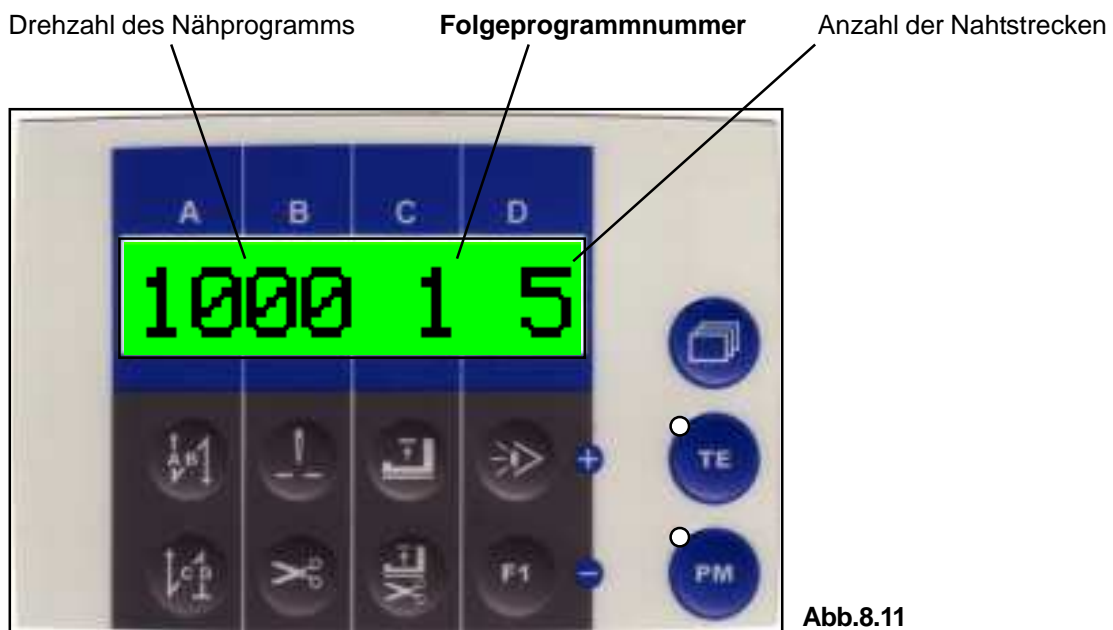 Drehzahl des Nähprogramms Folgeprogrammnummer Anzahl der Nahtstrecken
A B C D
1000 1 5
A B
TE
C D
F1
PM
Abb.8.11